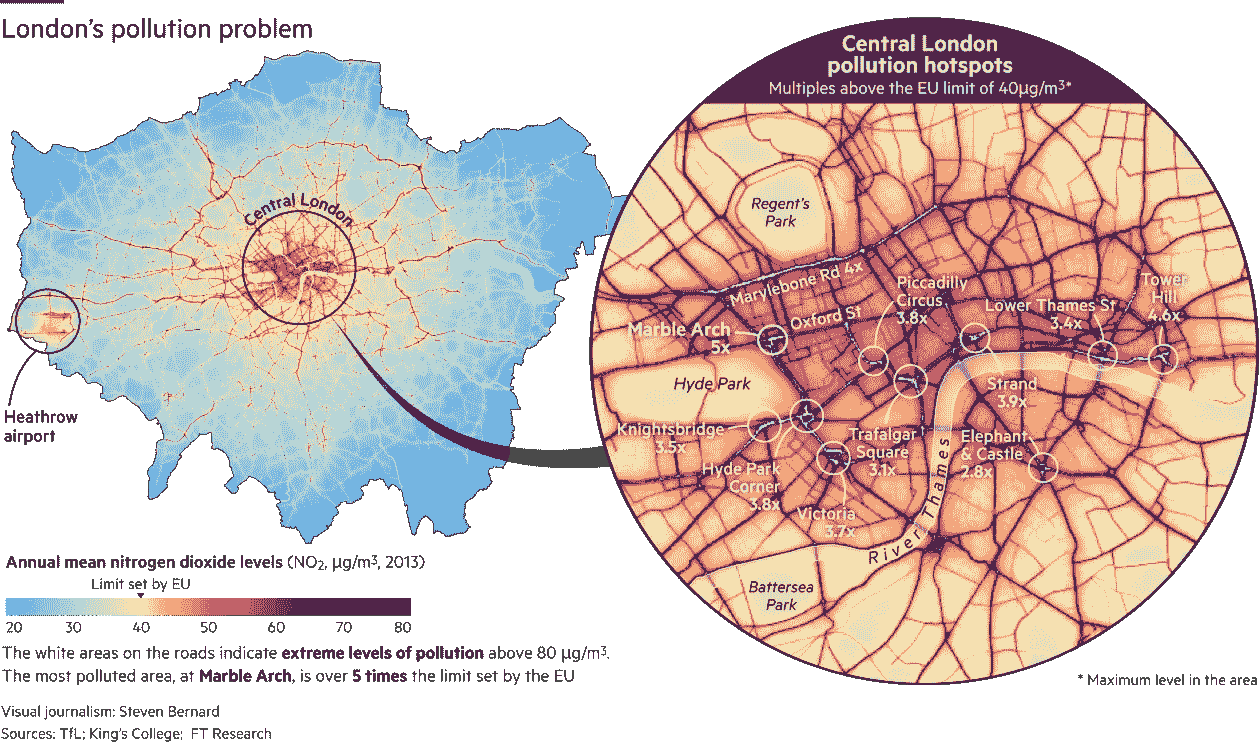 London's pollution problem
Central London
pollution hotspots
Multiples above the EU limit of 40µg/m³*
Central London
Heathrow
airport
Regent's
Park
Marylebone Rd 4x
Piccadilly
Circus
3.8x
Tower
Hill
4.6x
Lower Thames St
3.4x
Oxford St
Marble Arch
5x
Hyde Park
Strand
3.9x
Knightsbridge
3.5x
Trafalgar
Square
3.1x
Elephant
& Castle
2.8x
Hyde Park
Corner
3.8x
Victoria
3.7x
River Thames
Battersea
Park
Annual mean nitrogen dioxide levels (NO₂, µg/m³, 2013)
Limit set by EU
20 30 40 50 60 70 80
The white areas on the roads indicate extreme levels of pollution above 80 µg/m³.
The most polluted area, at Marble Arch, is over 5 times the limit set by the EU
* Maximum level in the area
Visual journalism: Steven Bernard
Sources: TfL; King's College; FT Research